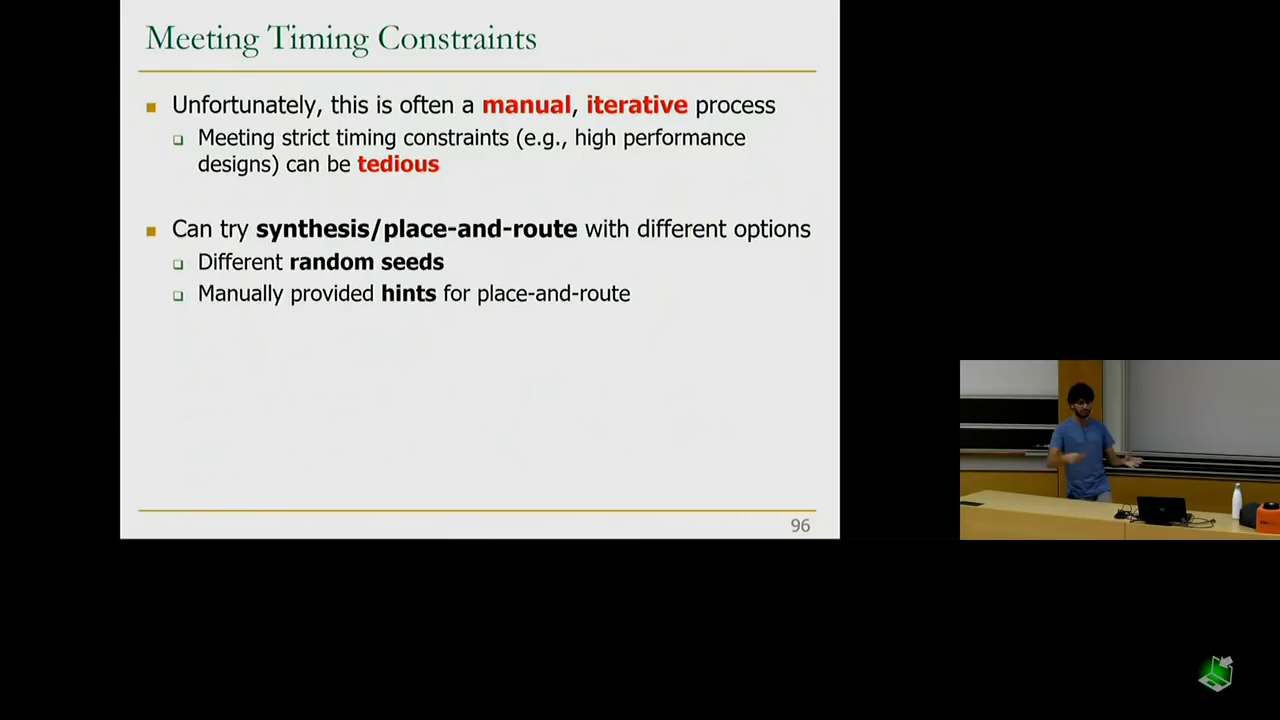 Meeting Timing Constraints
Unfortunately, this is often a manual, iterative process
Meeting strict timing constraints (e.g., high performance
designs) can be tedious
Can try synthesis/place-and-route with different options
Different random seeds
Manually provided hints for place-and-route
96